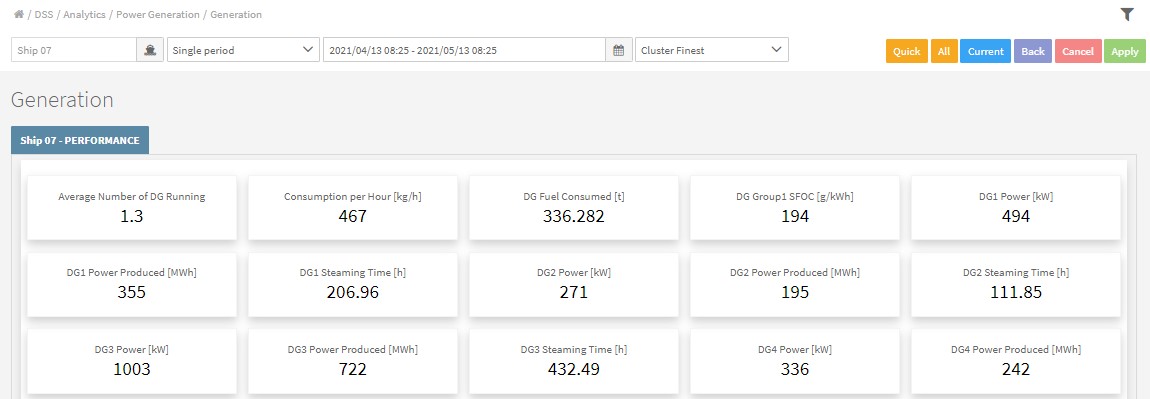 / DSS / Analytics / Power Generation / Generation
Ship 07 Single period 2021/04/13 08:25 - 2021/05/13 08:25 Cluster Finest Quick All Current Back Cancel Apply
Generation
Ship 07 - PERFORMANCE
Average Number of DG Running Consumption per Hour [kg/h] DG Fuel Consumed [t] DG Group1 SFOC [g/kWh] DG1 Power [kW]
1.3 467 336.282 194 494
DG1 Power Produced [MWh] DG1 Steaming Time [h] DG2 Power [kW] DG2 Power Produced [MWh] DG2 Steaming Time [h]
355 206.96 271 195 111.85
DG3 Power [kW] DG3 Power Produced [MWh] DG3 Steaming Time [h] DG4 Power [kW] DG4 Power Produced [MWh]
1003 722 432.49 336 242